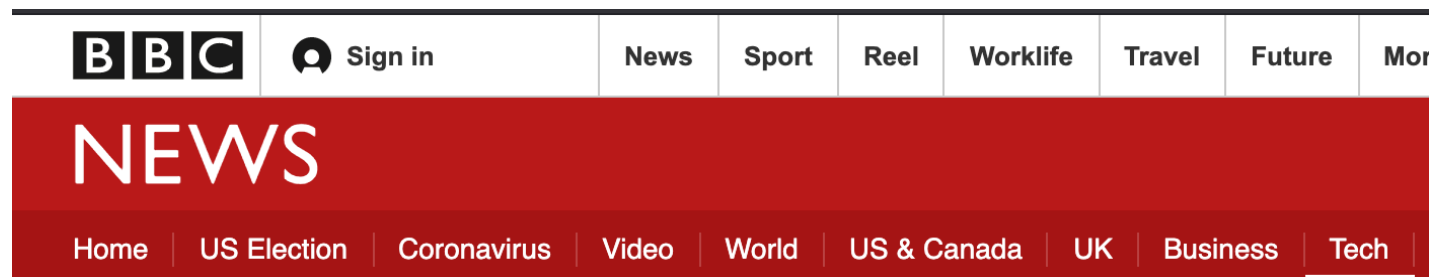 BBC Sign in News Sport Reel Worklife Travel Future Mor
NEWS
Home US Election Coronavirus Video World US & Canada UK Business Tech